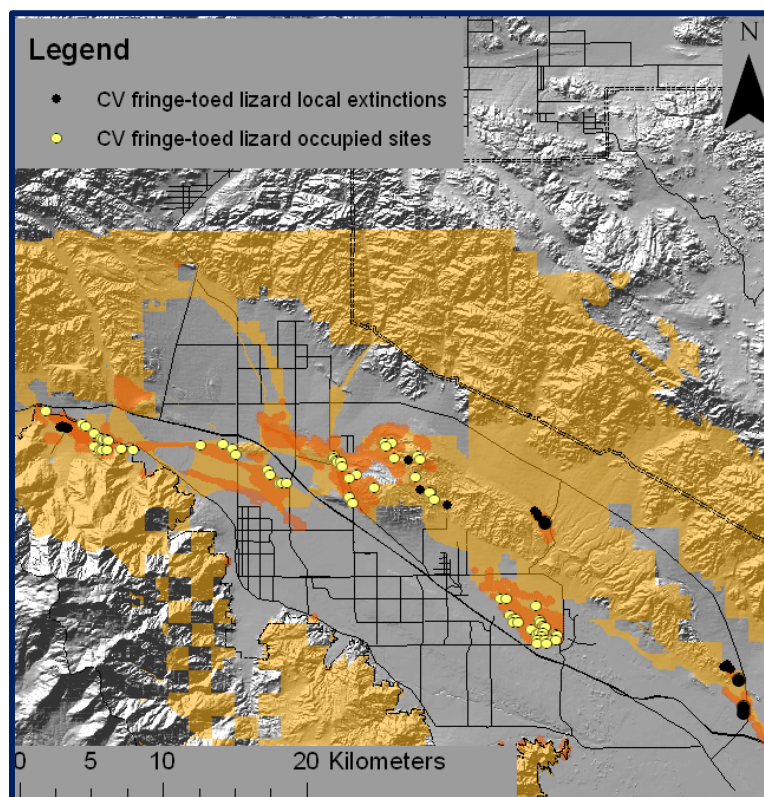 N
Legend
CV fringe-toed lizard local extinctions
CV fringe-toed lizard occupied sites
0 5 10 20 Kilometers